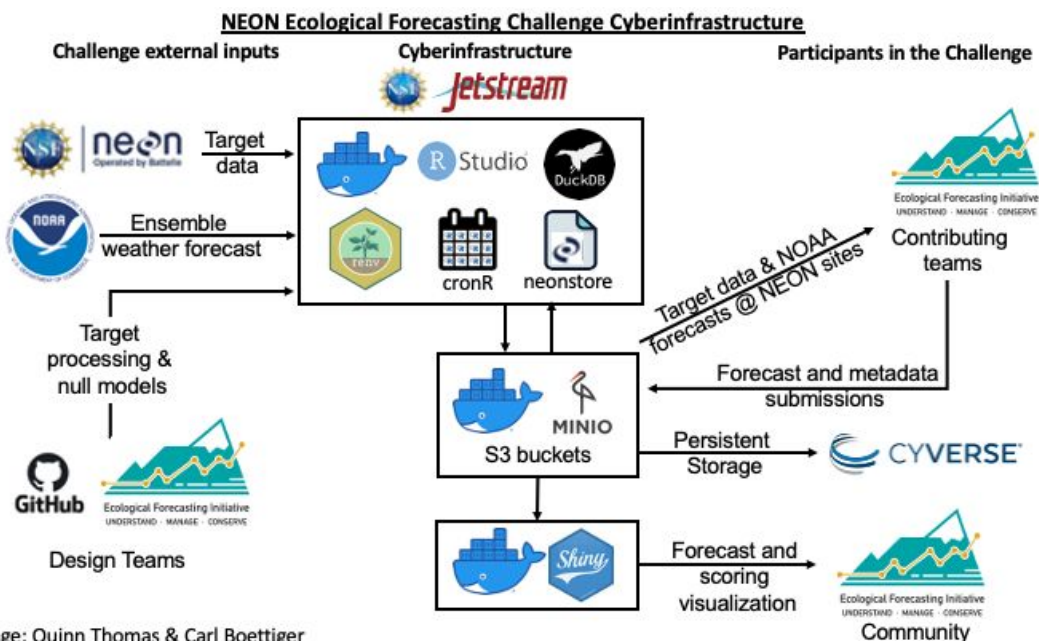 NEON Ecological Forecasting Challenge Cyberinfrastructure
Challenge external inputs
Cyberinfrastructure
Participants in the Challenge
NSF
Jetstream
NSF
neon
Operated by Battelle
Target
data
R Studio
DuckDB
NOAA
Ensemble
weather forecast
renv
cronR
neonstore
Ecological Forecasting Initiative
UNDERSTAND · MANAGE · CONSERVE
Contributing
teams
Target data & NOAA
forecasts @ NEON sites
Target
processing &
null models
Forecast and metadata
submissions
MINIO
S3 buckets
Persistent
Storage
CYVERSE
GitHub
Ecological Forecasting Initiative
UNDERSTAND · MANAGE · CONSERVE
Design Teams
Shiny
Forecast and
scoring
visualization
Ecological Forecasting Initiative
UNDERSTAND · MANAGE · CONSERVE
Community
ge: Quinn Thomas & Carl Boettiger